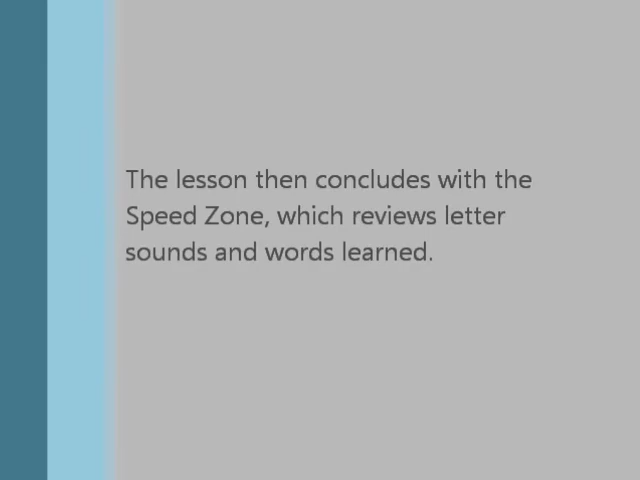 The lesson then concludes with the
Speed Zone, which reviews letter
sounds and words learned.